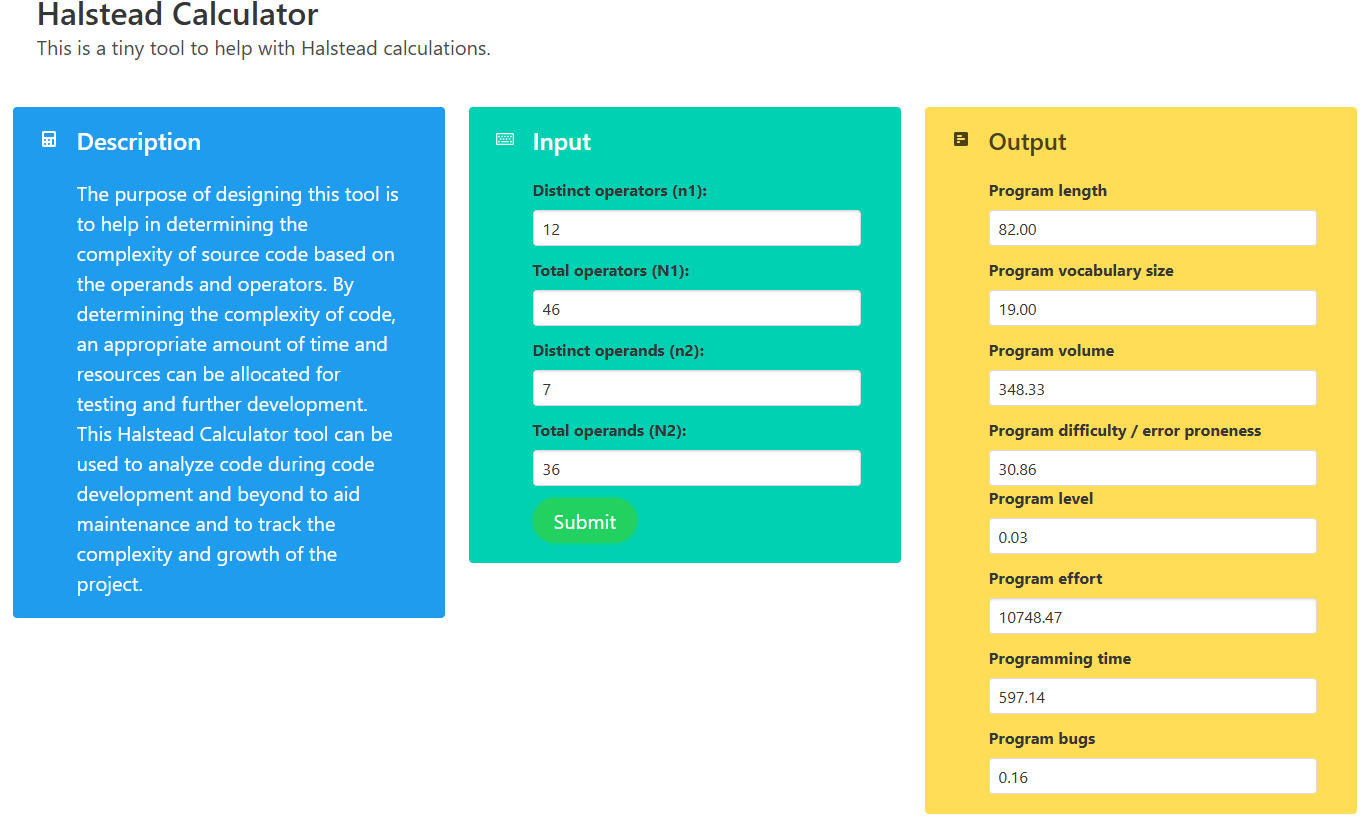 Halstead Calculator
This is a tiny tool to help with Halstead calculations.
Description
The purpose of designing this tool is
to help in determining the
complexity of source code based on
the operands and operators. By
determining the complexity of code,
an appropriate amount of time and
resources can be allocated for
testing and further development.
This Halstead Calculator tool can be
used to analyze code during code
development and beyond to aid
maintenance and to track the
complexity and growth of the
project.
Input
Distinct operators (n1):
12
Total operators (N1):
46
Distinct operands (n2):
7
Total operands (N2):
36
Submit
Output
Program length
82.00
Program vocabulary size
19.00
Program volume
348.33
Program difficulty / error proneness
30.86
Program level
0.03
Program effort
10748.47
Programming time
597.14
Program bugs
0.16